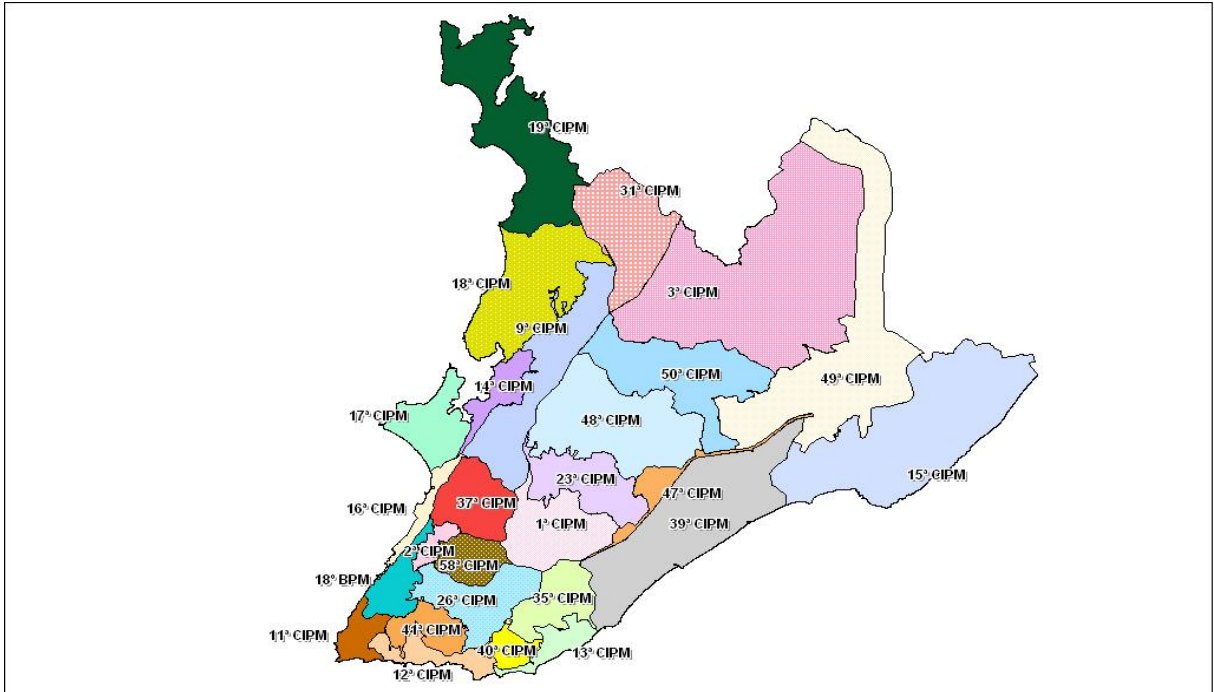 19ª CIPM
31ª CIPM
18ª CIPM
3ª CIPM
9ª CIPM
14ª CIPM
50ª CIPM
49ª CIPM
17ª CIPM
48ª CIPM
15ª CIPM
23ª CIPM
47ª CIPM
37ª CIPM
16ª CIPM
1ª CIPM
39ª CIPM
2ª CIPM
58ª CIPM
18º BPM
26ª CIPM
35ª CIPM
11ª CIPM
41ª CIPM
40ª CIPM
13ª CIPM
12ª CIPM